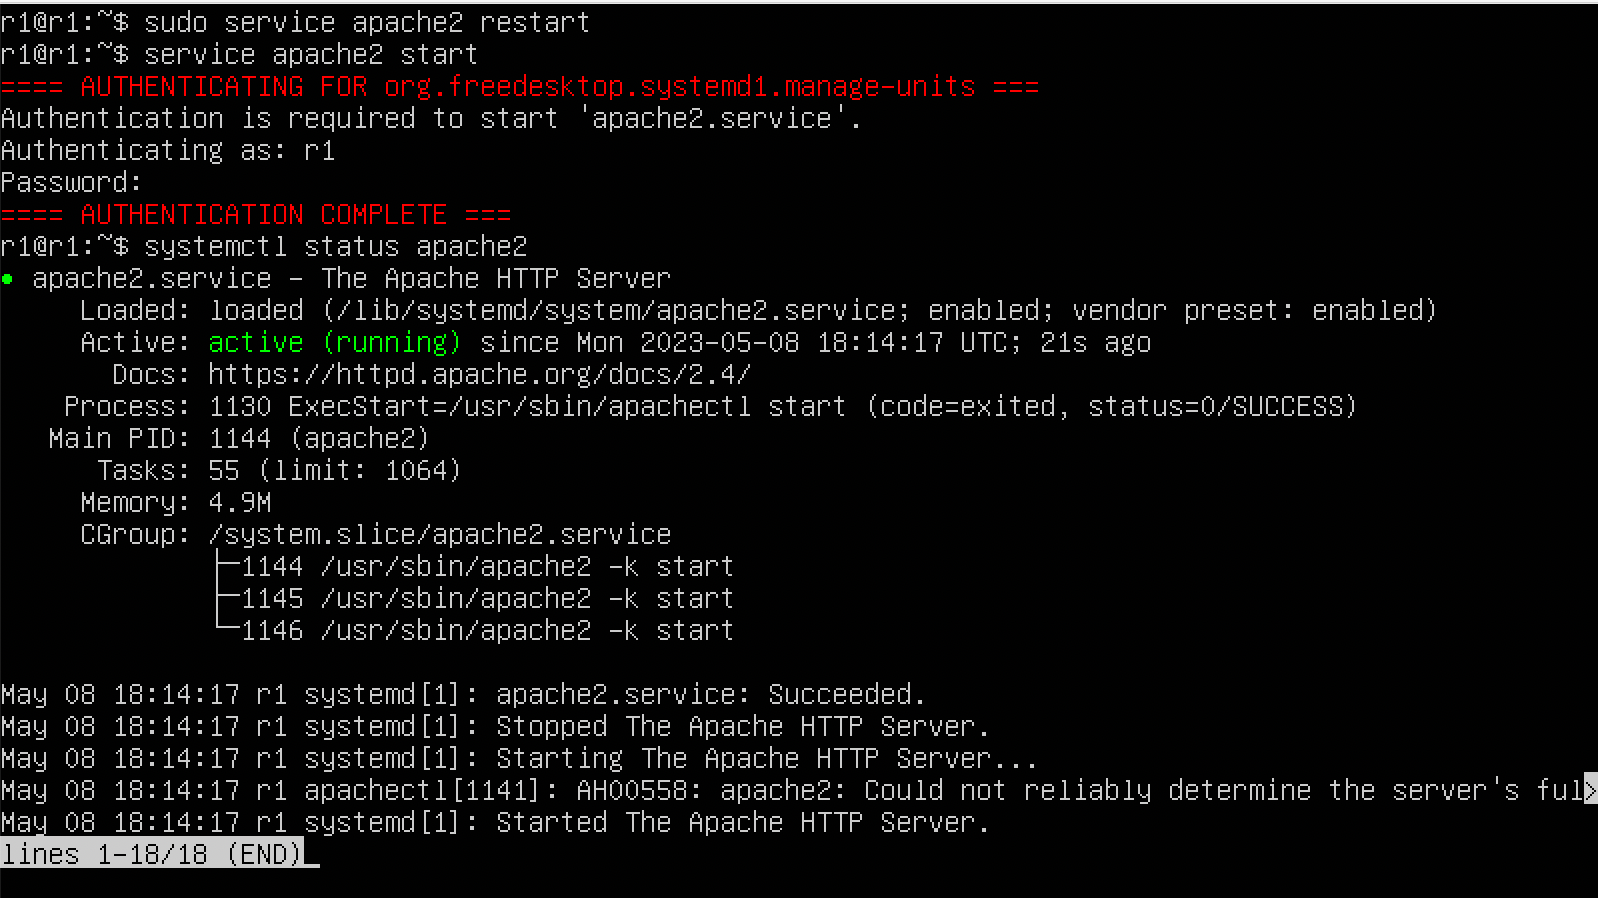 r1@r1:~$ sudo service apache2 restart
r1@r1:~$ service apache2 start
==== AUTHENTICATING FOR org.freedesktop.systemd1.manage-units ===
Authentication is required to start 'apache2.service'.
Authenticating as: r1
Password:
==== AUTHENTICATION COMPLETE ===
r1@r1:~$ systemctl status apache2
● apache2.service - The Apache HTTP Server
     Loaded: loaded (/lib/systemd/system/apache2.service; enabled; vendor preset: enabled)
     Active: active (running) since Mon 2023-05-08 18:14:17 UTC; 21s ago
       Docs: https://httpd.apache.org/docs/2.4/
    Process: 1130 ExecStart=/usr/sbin/apachectl start (code=exited, status=0/SUCCESS)
   Main PID: 1144 (apache2)
      Tasks: 55 (limit: 1064)
     Memory: 4.9M
     CGroup: /system.slice/apache2.service
             ├─1144 /usr/sbin/apache2 -k start
             ├─1145 /usr/sbin/apache2 -k start
             └─1146 /usr/sbin/apache2 -k start

May 08 18:14:17 r1 systemd[1]: apache2.service: Succeeded.
May 08 18:14:17 r1 systemd[1]: Stopped The Apache HTTP Server.
May 08 18:14:17 r1 systemd[1]: Starting The Apache HTTP Server...
May 08 18:14:17 r1 apachectl[1141]: AH00558: apache2: Could not reliably determine the server's ful>
May 08 18:14:17 r1 systemd[1]: Started The Apache HTTP Server.
lines 1-18/18 (END)